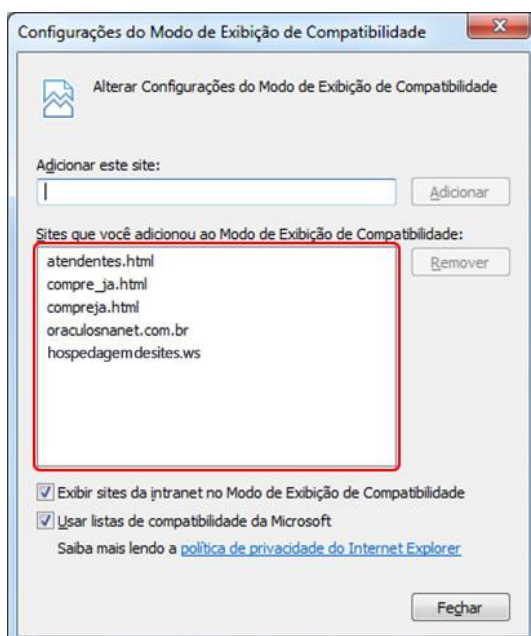 Configurações do Modo de Exibição de Compatibilidade
Alterar Configurações do Modo de Exibição de Compatibilidade
Adicionar este site:
Adicionar
Sites que você adicionou ao Modo de Exibição de Compatibilidade:
atendentes.html
Remover
compre_ja.html
compreja.html
oraculosnanet.com.br
hospedagemdesites.ws
Exibir sites da intranet no Modo de Exibição de Compatibilidade
Usar listas de compatibilidade da Microsoft
Saiba mais lendo a política de privacidade do Internet Explorer
Fechar